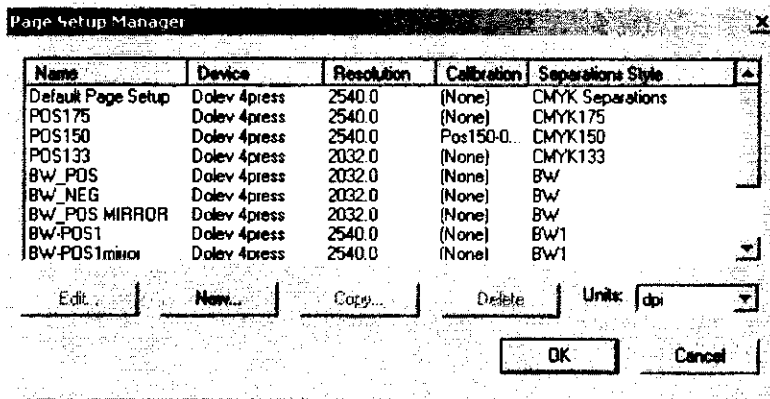 Page Setup Manager
Name Device Resolution Calibration Separations Style
Default Page Setup Dolev 4press 2540.0 (None) CMYK Separations
POS175 Dolev 4press 2540.0 (None) CMYK175
POS150 Dolev 4press 2540.0 Pos150-0... CMYK150
POS133 Dolev 4press 2032.0 (None) CMYK133
BW_POS Dolev 4press 2032.0 (None) BW
BW_NEG Dolev 4press 2032.0 (None) BW
BW_POS MIRROR Dolev 4press 2032.0 (None) BW
BW-POS1 Dolev 4press 2540.0 (None) BW1
BW-POS1mirror Dolev 4press 2540.0 (None) BW1
Edit... New... Copy... Delete Units: dpi
OK Cancel